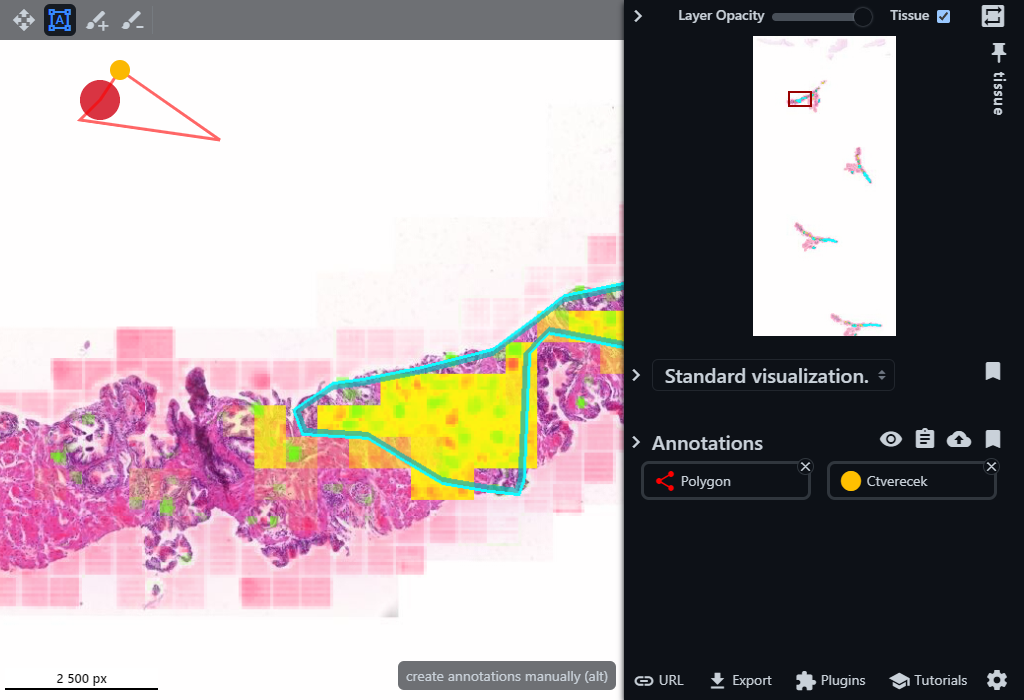 A
Layer Opacity
Tissue
tissue
Standard visualization.
Annotations
Polygon
Ctverecek
2 500 px
create annotations manually (alt)
URL
Export
Plugins
Tutorials